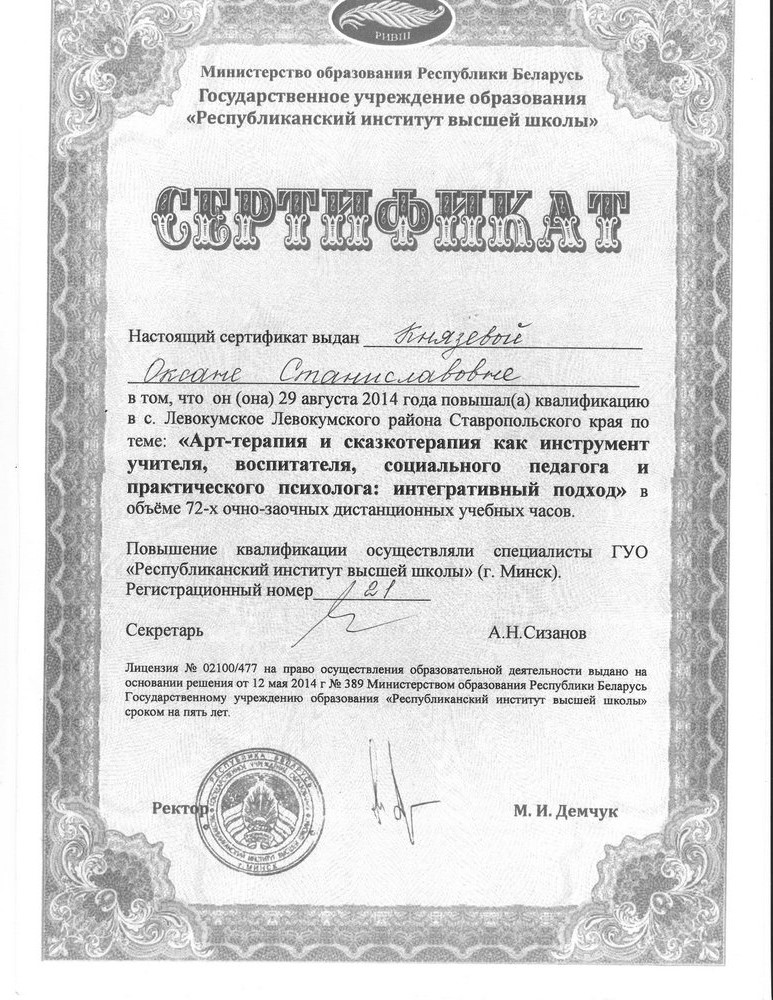 РИВШ
Министерство образования Республики Беларусь
Государственное учреждение образования
«Республиканский институт высшей школы»
СЕРТИФИКАТ
Настоящий сертификат выдан Князевой
Оксане Станиславовне
в том, что он (она) 29 августа 2014 года повышал(а) квалификацию
в с. Левокумское Левокумского района Ставропольского края по
теме: «Арт-терапия и сказкотерапия как инструмент
учителя, воспитателя, социального педагога и
практического психолога: интегративный подход» в
объёме 72-х очно-заочных дистанционных учебных часов.
Повышение квалификации осуществляли специалисты ГУО
«Республиканский институт высшей школы» (г. Минск).
Регистрационный номер 21
Секретарь А.Н.Сизанов
Лицензия № 02100/477 на право осуществления образовательной деятельности выдано на
основании решения от 12 мая 2014 г № 389 Министерством образования Республики Беларусь
Государственному учреждению образования «Республиканский институт высшей школы»
сроком на пять лет.
РЕСПУБЛИКА БЕЛАРУСЬ
Г. МИНСК
Ректор М. И. Демчук